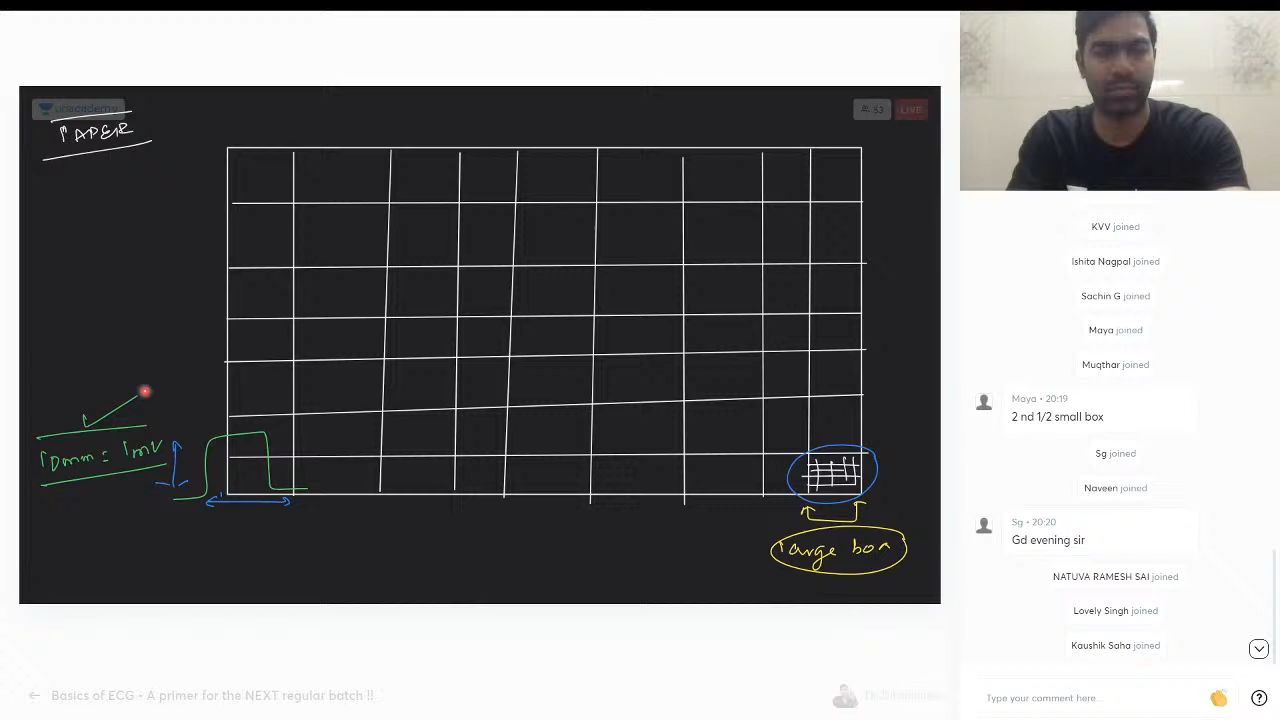 unacademy
53 LIVE
PAPER
10mm = 1mV
large box
KVV joined
Ishita Nagpal joined
Sachin G joined
Maya joined
Muqthar joined
Maya • 20:19
2 nd 1/2 small box
Sg joined
Naveen joined
Sg • 20:20
Gd evening sir
NATUVA RAMESH SAI joined
Lovely Singh joined
Kaushik Saha joined
Basics of ECG - A primer for the NEXT regular batch !!
Type your comment here...